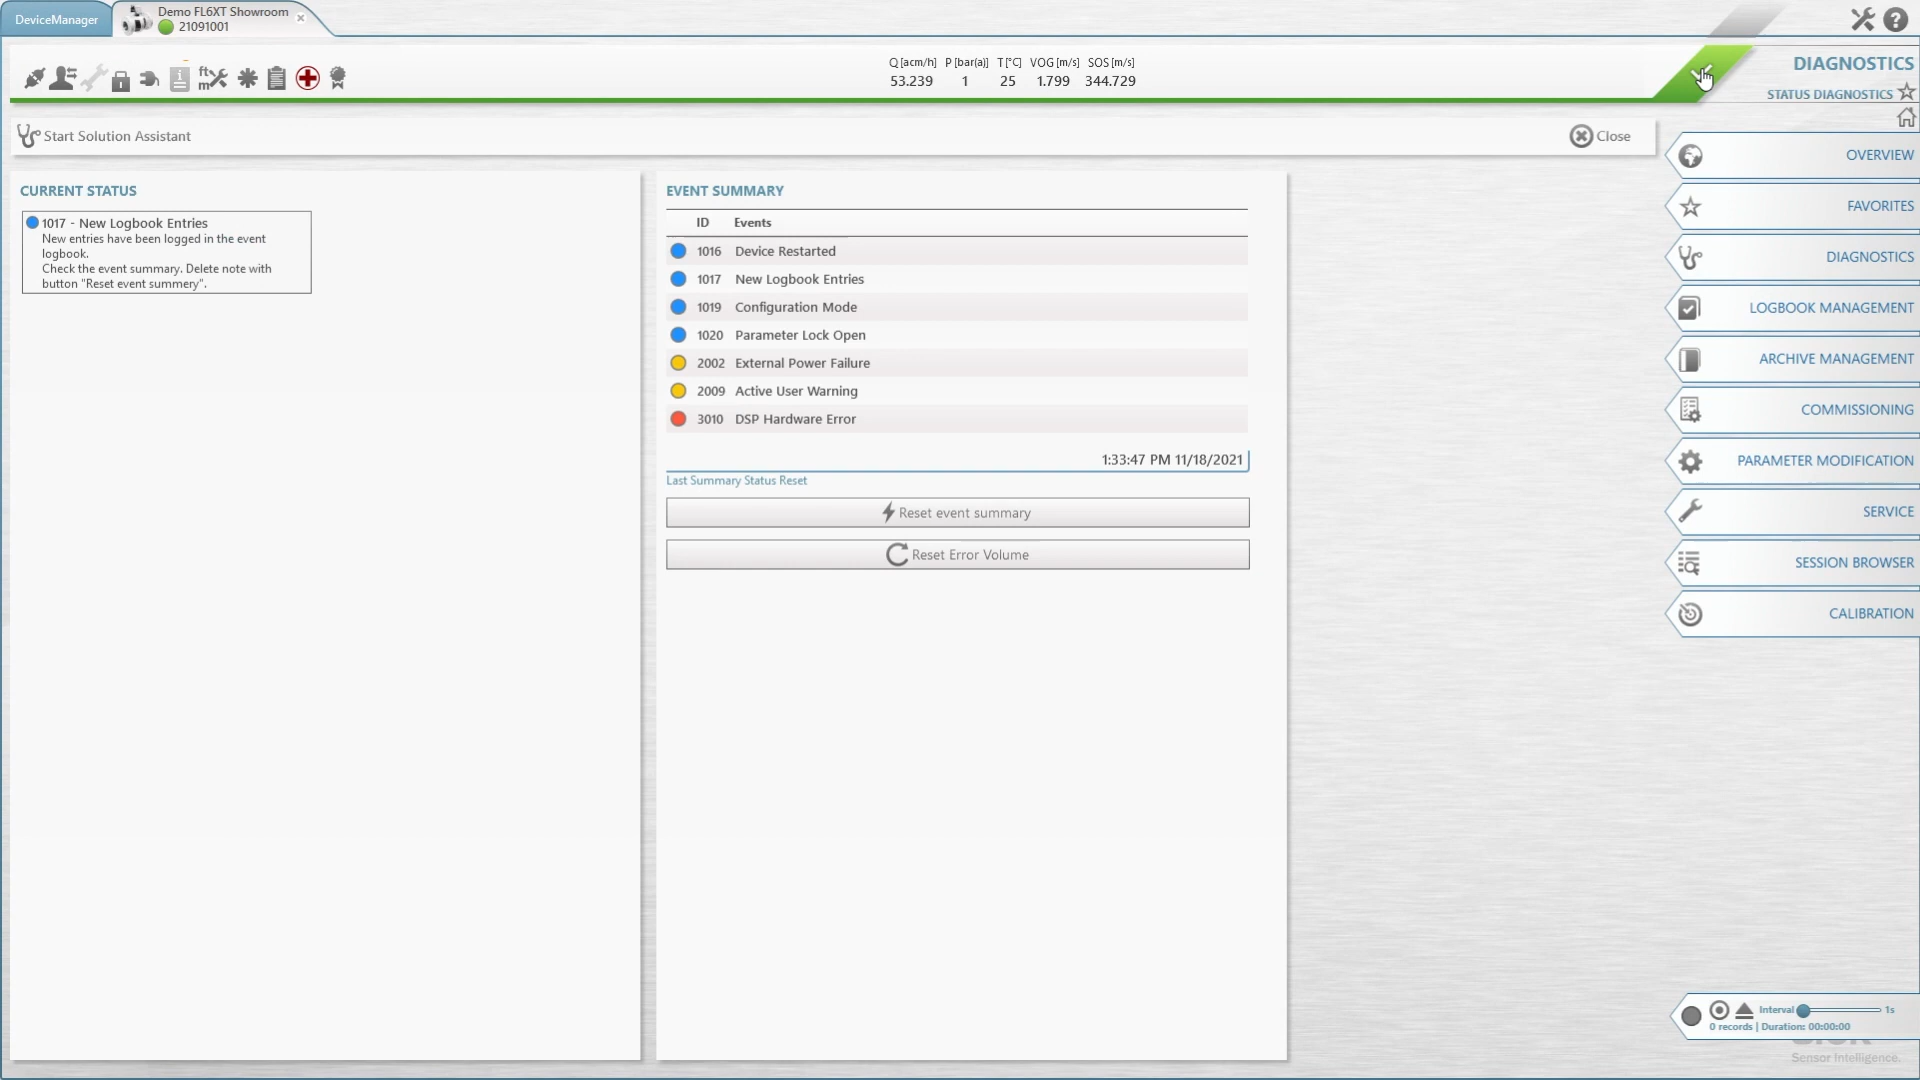 DeviceManager
Demo FL6XT Showroom
21091001
Q [acm/h] P [bar(a)] T [°C] VOG [m/s] SOS [m/s]
53.239 1 25 1.799 344.729
DIAGNOSTICS
STATUS DIAGNOSTICS
Start Solution Assistant
Close
CURRENT STATUS
1017 - New Logbook Entries
New entries have been logged in the event
logbook.
Check the event summary. Delete note with
button "Reset event summery".
EVENT SUMMARY
ID Events
1016 Device Restarted
1017 New Logbook Entries
1019 Configuration Mode
1020 Parameter Lock Open
2002 External Power Failure
2009 Active User Warning
3010 DSP Hardware Error
1:33:47 PM 11/18/2021
Last Summary Status Reset
Reset event summary
Reset Error Volume
OVERVIEW
FAVORITES
DIAGNOSTICS
LOGBOOK MANAGEMENT
ARCHIVE MANAGEMENT
COMMISSIONING
PARAMETER MODIFICATION
SERVICE
SESSION BROWSER
CALIBRATION
Interval 1s
0 records | Duration: 00:00:00
Sensor Intelligence.